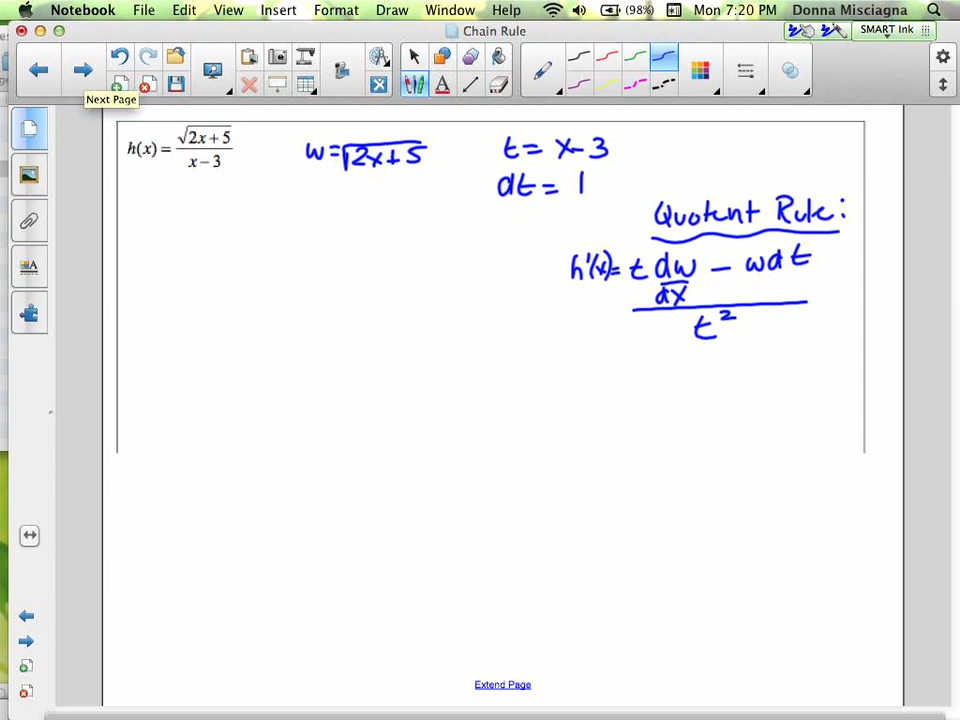 Notebook File Edit View Insert Format Draw Window Help (98%) Mon 7:20 PM Donna Misciagna
Chain Rule
SMART Ink
Next Page
h(x) = √(2x + 5) / (x − 3)
w = √2x+5
t = x-3
dt = 1
Quotent Rule:
h'(x) = t dw/dx - wdt
t²
Extend Page